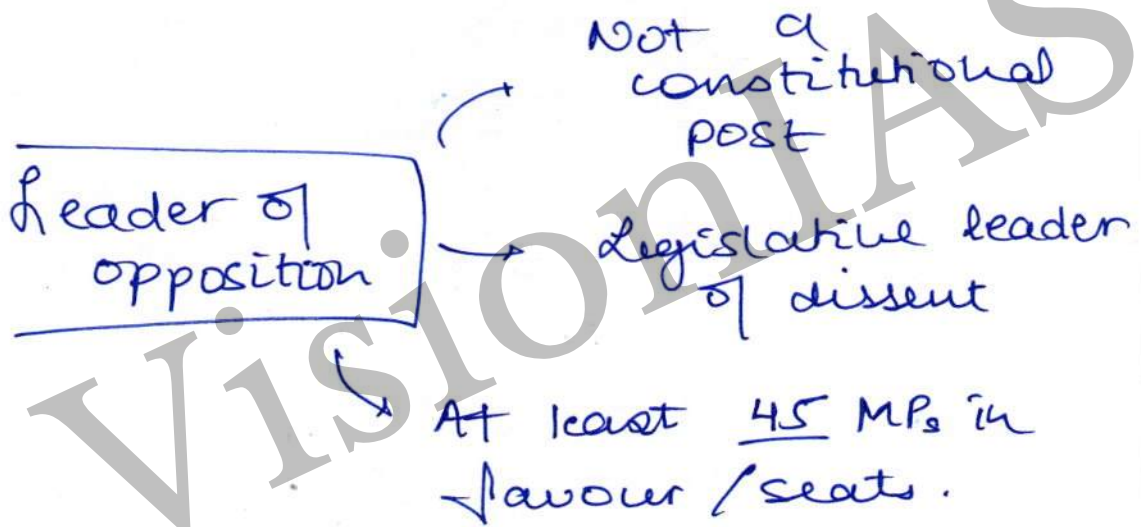 Leader of
opposition
Not a
constitutional
post
Legislative leader
of dissent
At least 45 MPs in
favour / seats.
VisionIAS